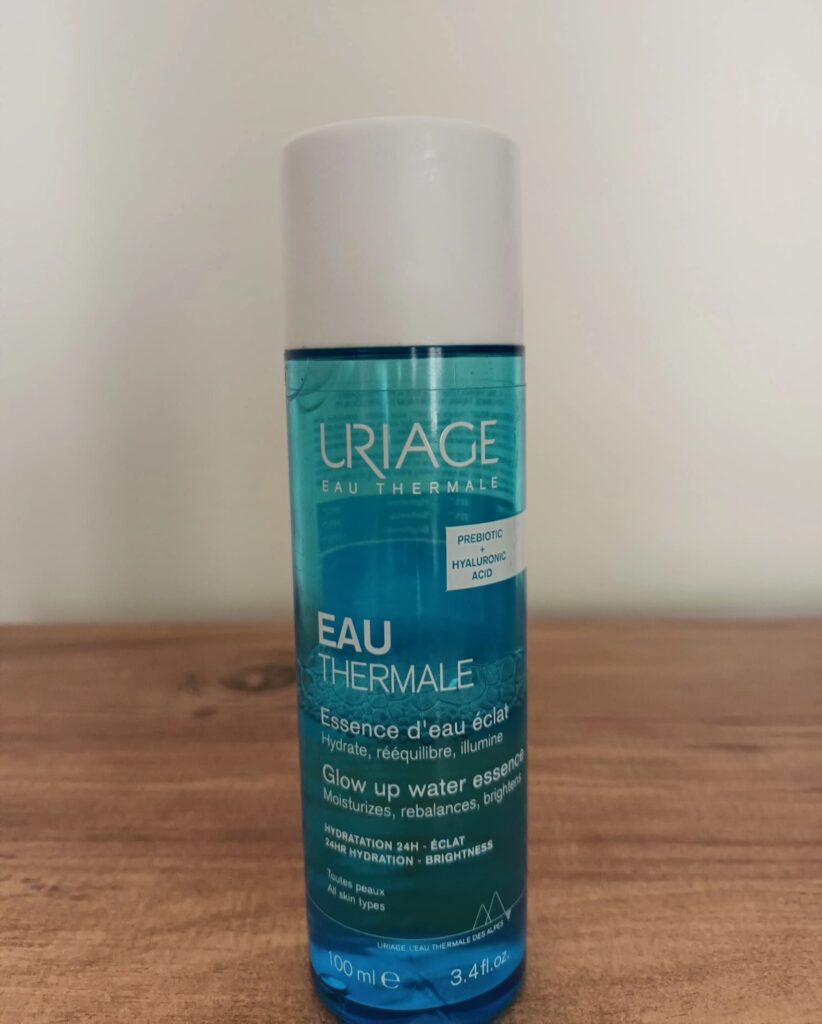 URIAGE
EAU THERMALE
PREBIOTIC
+
HYALURONIC
ACID
EAU
THERMALE
Essence d'eau éclat
Hydrate, rééquilibre, illumine
Glow up water essence
Moisturizes, rebalances, brightens
HYDRATATION 24H - ÉCLAT
24HR HYDRATION - BRIGHTNESS
Toutes peaux
All skin types
URIAGE, L'EAU THERMALE DES ALPES
100 ml e 3.4 fl.oz.